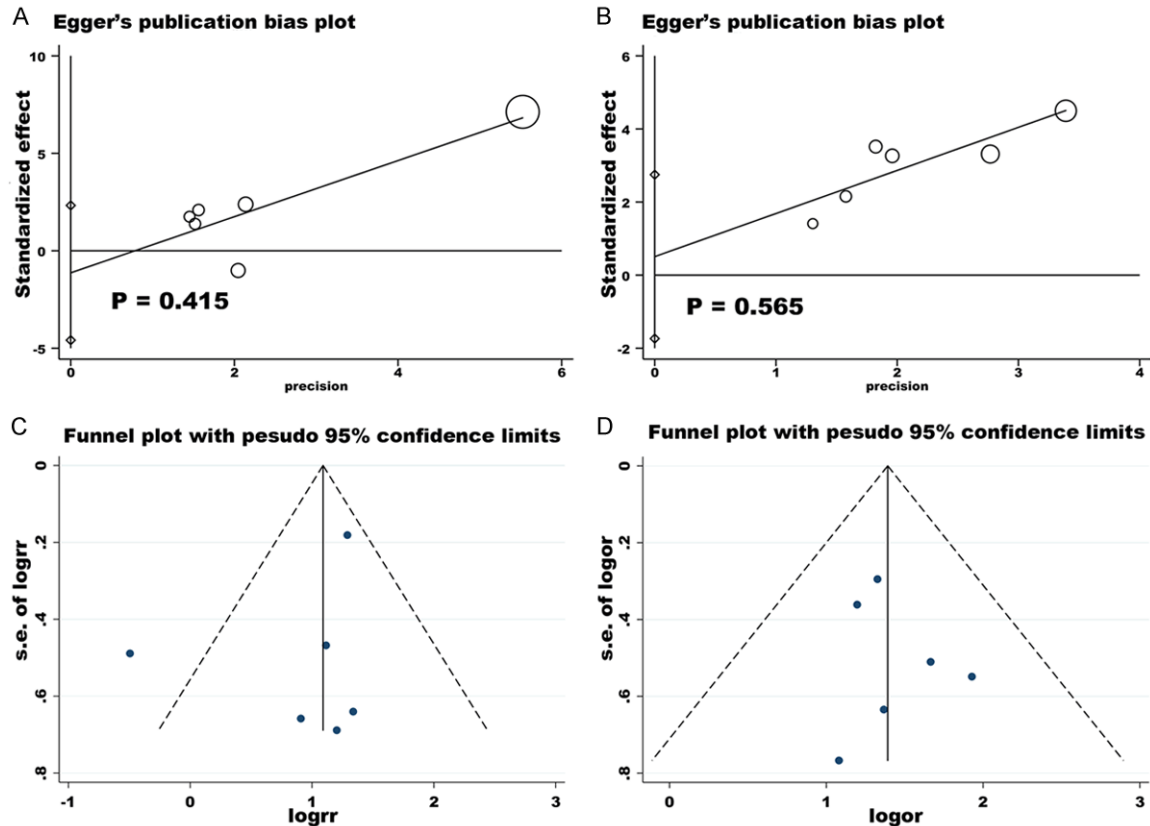 A
Egger's publication bias plot
Standardized effect
10
5
0
-5
P = 0.415
0
2
4
6
precision
B
Egger's publication bias plot
Standardized effect
6
4
2
0
-2
P = 0.565
0
1
2
3
4
precision
C
Funnel plot with pesudo 95% confidence limits
s.e. of logrr
0
.2
.4
.6
.8
-1
0
1
2
3
logrr
D
Funnel plot with pesudo 95% confidence limits
s.e. of logor
0
.2
.4
.6
.8
0
1
2
3
logor